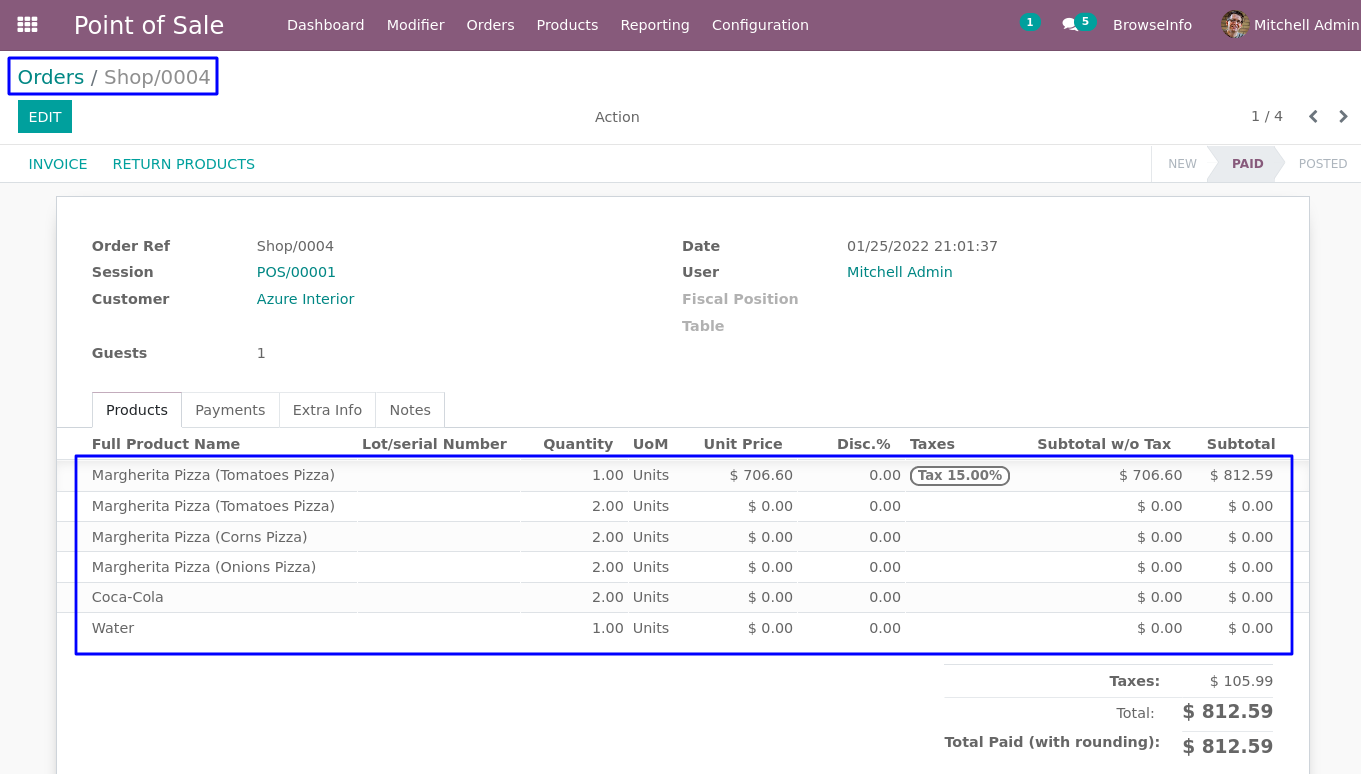 Point of Sale Dashboard Modifier Orders Products Reporting Configuration 1 5 BrowseInfo Mitchell Admin
Orders / Shop/0004
EDIT Action 1 / 4
INVOICE RETURN PRODUCTS NEW PAID POSTED
Order Ref Shop/0004 Date 01/25/2022 21:01:37
Session POS/00001 User Mitchell Admin
Customer Azure Interior Fiscal Position
Table
Guests 1
Products Payments Extra Info Notes
Full Product Name Lot/serial Number Quantity UoM Unit Price Disc.% Taxes Subtotal w/o Tax Subtotal
Margherita Pizza (Tomatoes Pizza) 1.00 Units $ 706.60 0.00 Tax 15.00% $ 706.60 $ 812.59
Margherita Pizza (Tomatoes Pizza) 2.00 Units $ 0.00 0.00 $ 0.00 $ 0.00
Margherita Pizza (Corns Pizza) 2.00 Units $ 0.00 0.00 $ 0.00 $ 0.00
Margherita Pizza (Onions Pizza) 2.00 Units $ 0.00 0.00 $ 0.00 $ 0.00
Coca-Cola 2.00 Units $ 0.00 0.00 $ 0.00 $ 0.00
Water 1.00 Units $ 0.00 0.00 $ 0.00 $ 0.00
Taxes: $ 105.99
Total: $ 812.59
Total Paid (with rounding): $ 812.59